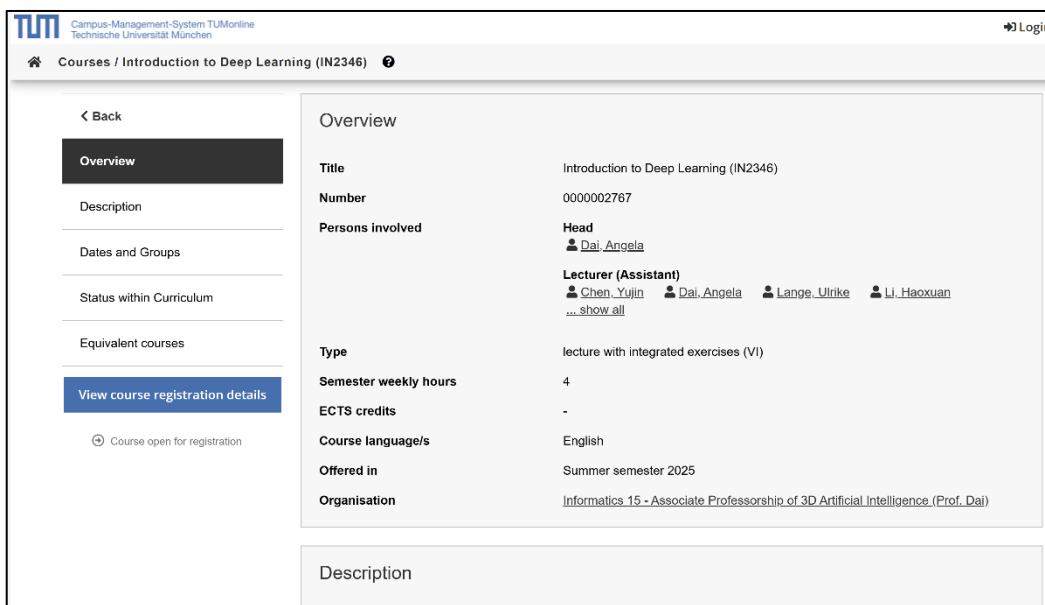 TUM
Campus-Management-System TUMonline
Technische Universität München
Login
Courses / Introduction to Deep Learning (IN2346)
Back
Overview
Description
Dates and Groups
Status within Curriculum
Equivalent courses
View course registration details
Course open for registration
Overview
Title Introduction to Deep Learning (IN2346)
Number 0000002767
Persons involved Head
Dai, Angela
Lecturer (Assistant)
Chen, Yujin Dai, Angela Lange, Ulrike Li, Haoxuan
... show all
Type lecture with integrated exercises (VI)
Semester weekly hours 4
ECTS credits -
Course language/s English
Offered in Summer semester 2025
Organisation Informatics 15 - Associate Professorship of 3D Artificial Intelligence (Prof. Dai)
Description